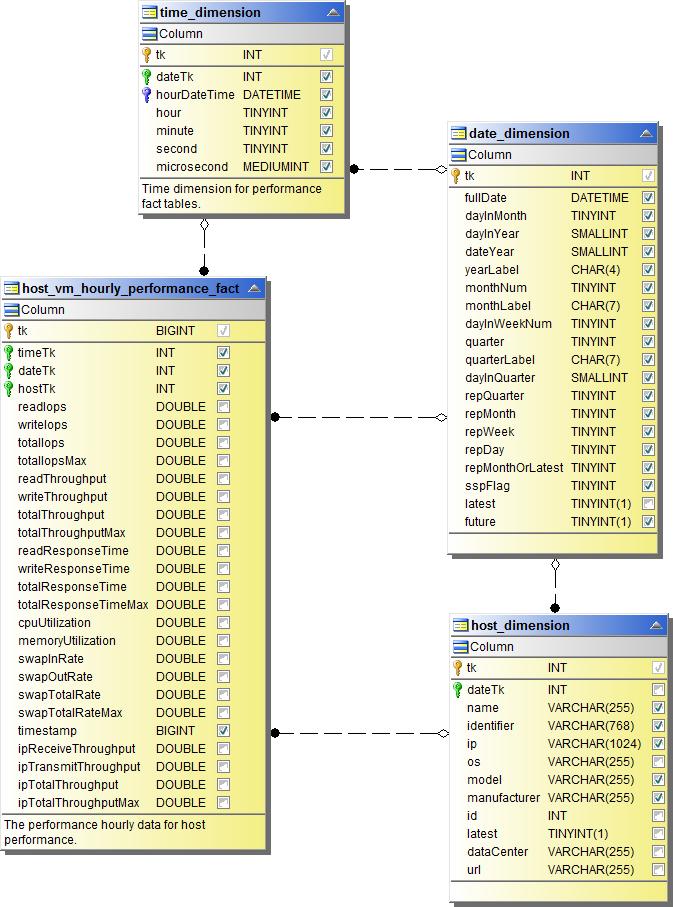 time_dimension
Column
tk INT
dateTk INT
hourDateTime DATETIME
hour TINYINT
minute TINYINT
second TINYINT
microsecond MEDIUMINT
Time dimension for performance
fact tables.
date_dimension
Column
tk INT
fullDate DATETIME
dayInMonth TINYINT
dayInYear SMALLINT
dateYear SMALLINT
yearLabel CHAR(4)
monthNum TINYINT
monthLabel CHAR(7)
dayInWeekNum TINYINT
quarter TINYINT
quarterLabel CHAR(7)
dayInQuarter SMALLINT
repQuarter TINYINT
repMonth TINYINT
repWeek TINYINT
repDay TINYINT
repMonthOrLatest TINYINT
sspFlag TINYINT
latest TINYINT(1)
future TINYINT(1)
host_vm_hourly_performance_fact
Column
tk BIGINT
timeTk INT
dateTk INT
hostTk INT
readIops DOUBLE
writeIops DOUBLE
totalIops DOUBLE
totalIopsMax DOUBLE
readThroughput DOUBLE
writeThroughput DOUBLE
totalThroughput DOUBLE
totalThroughputMax DOUBLE
readResponseTime DOUBLE
writeResponseTime DOUBLE
totalResponseTime DOUBLE
totalResponseTimeMax DOUBLE
cpuUtilization DOUBLE
memoryUtilization DOUBLE
swapInRate DOUBLE
swapOutRate DOUBLE
swapTotalRate DOUBLE
swapTotalRateMax DOUBLE
timestamp BIGINT
ipReceiveThroughput DOUBLE
ipTransmitThroughput DOUBLE
ipTotalThroughput DOUBLE
ipTotalThroughputMax DOUBLE
The performance hourly data for host
performance.
host_dimension
Column
tk INT
dateTk INT
name VARCHAR(255)
identifier VARCHAR(768)
ip VARCHAR(1024)
os VARCHAR(255)
model VARCHAR(255)
manufacturer VARCHAR(255)
id INT
latest TINYINT(1)
dataCenter VARCHAR(255)
url VARCHAR(255)